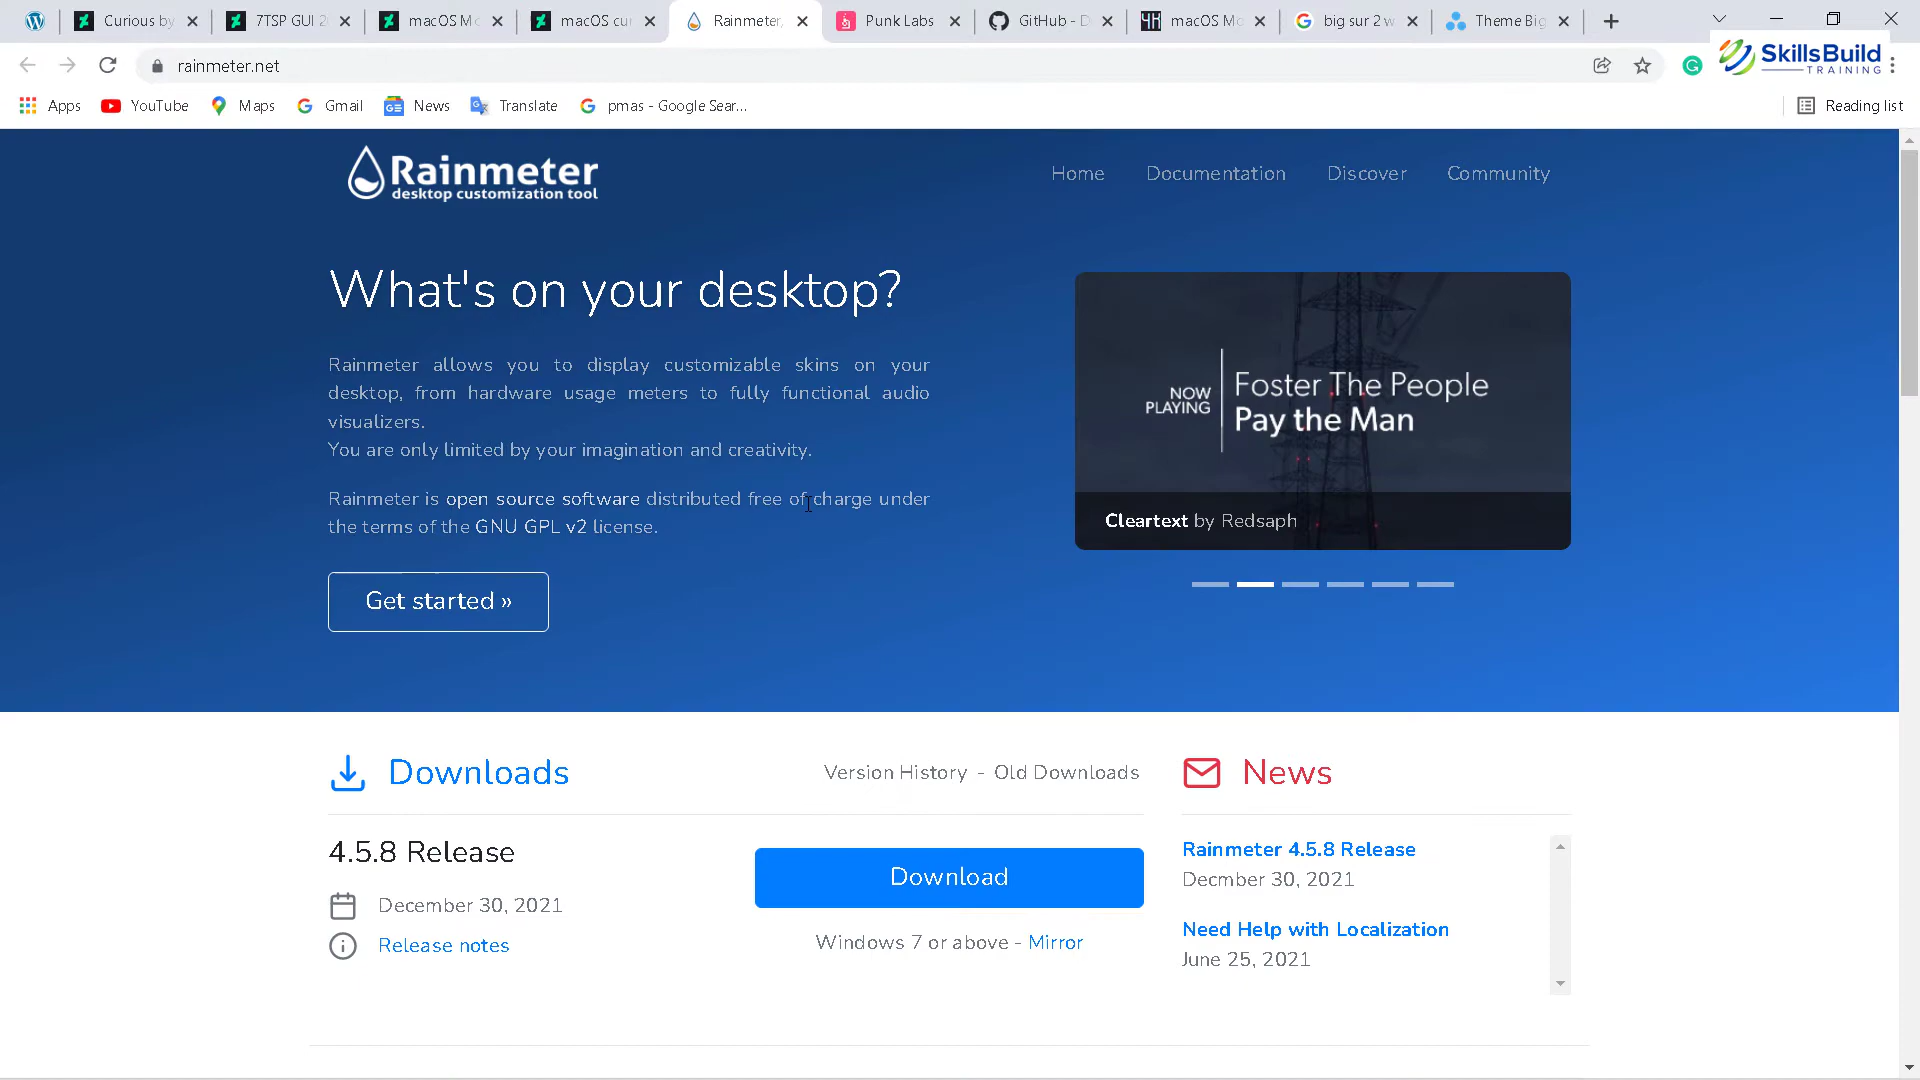 Curious by
7TSP GUI 2
macOS Mo
macOS cur
Rainmeter,
Punk Labs
GitHub - D
macOS Mo
big sur 2 w
Theme Big
rainmeter.net
SkillsBuild
TRAINING
Apps
YouTube
Maps
Gmail
News
Translate
pmas - Google Sear...
Reading list
Rainmeter
desktop customization tool
Home
Documentation
Discover
Community
What's on your desktop?
Rainmeter allows you to display customizable skins on your
desktop, from hardware usage meters to fully functional audio
visualizers.
You are only limited by your imagination and creativity.
Rainmeter is open source software distributed free of charge under
the terms of the GNU GPL v2 license.
Get started »
NOW
PLAYING
Foster The People
Pay the Man
Cleartext by Redsaph
Downloads
Version History - Old Downloads
4.5.8 Release
December 30, 2021
Release notes
Download
Windows 7 or above - Mirror
News
Rainmeter 4.5.8 Release
Decmber 30, 2021
Need Help with Localization
June 25, 2021